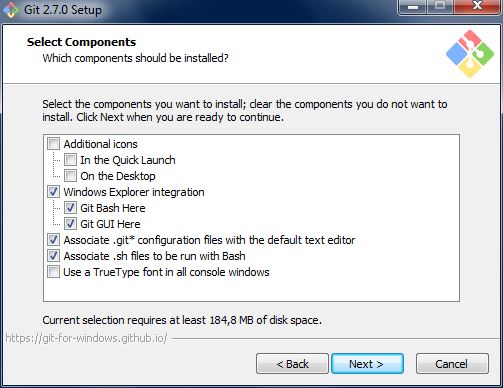 Git 2.7.0 Setup
Select Components
Which components should be installed?
Select the components you want to install; clear the components you do not want to
install. Click Next when you are ready to continue.
Additional icons
In the Quick Launch
On the Desktop
Windows Explorer integration
Git Bash Here
Git GUI Here
Associate .git* configuration files with the default text editor
Associate .sh files to be run with Bash
Use a TrueType font in all console windows
Current selection requires at least 184,8 MB of disk space.
https://git-for-windows.github.io/
< Back
Next >
Cancel